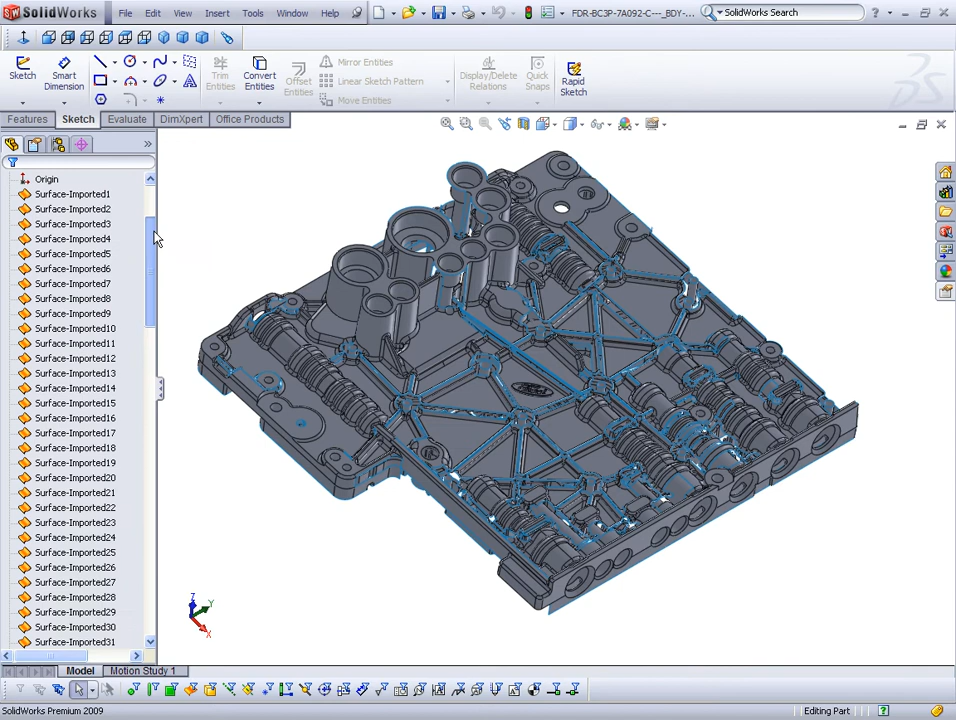 SolidWorks File Edit View Insert Tools Window Help FDR-BC3P-7A092-C---_BDY-... SolidWorks Search
Sketch Smart Dimension Trim Entities Convert Entities Offset Entities Mirror Entities Display/Delete Relations Quick Snaps Rapid Sketch
Linear Sketch Pattern
Move Entities
Features Sketch Evaluate DimXpert Office Products
Origin
Surface-Imported1
Surface-Imported2
Surface-Imported3
Surface-Imported4
Surface-Imported5
Surface-Imported6
Surface-Imported7
Surface-Imported8
Surface-Imported9
Surface-Imported10
Surface-Imported11
Surface-Imported12
Surface-Imported13
Surface-Imported14
Surface-Imported15
Surface-Imported16
Surface-Imported17
Surface-Imported18
Surface-Imported19
Surface-Imported20
Surface-Imported21
Surface-Imported22
Surface-Imported23
Surface-Imported24
Surface-Imported25
Surface-Imported26
Surface-Imported27
Surface-Imported28
Surface-Imported29
Surface-Imported30
Surface-Imported31
Z
Y
X
Model Motion Study 1
SolidWorks Premium 2009 Editing Part